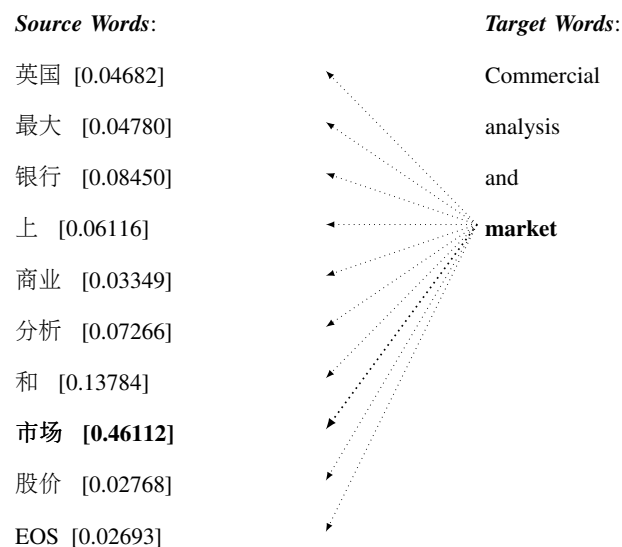 Source Words: Target Words:
英国 [0.04682] Commercial
最大 [0.04780] analysis
银行 [0.08450] and
上 [0.06116] market
商业 [0.03349]
分析 [0.07266]
和 [0.13784]
市场 [0.46112]
股价 [0.02768]
EOS [0.02693]